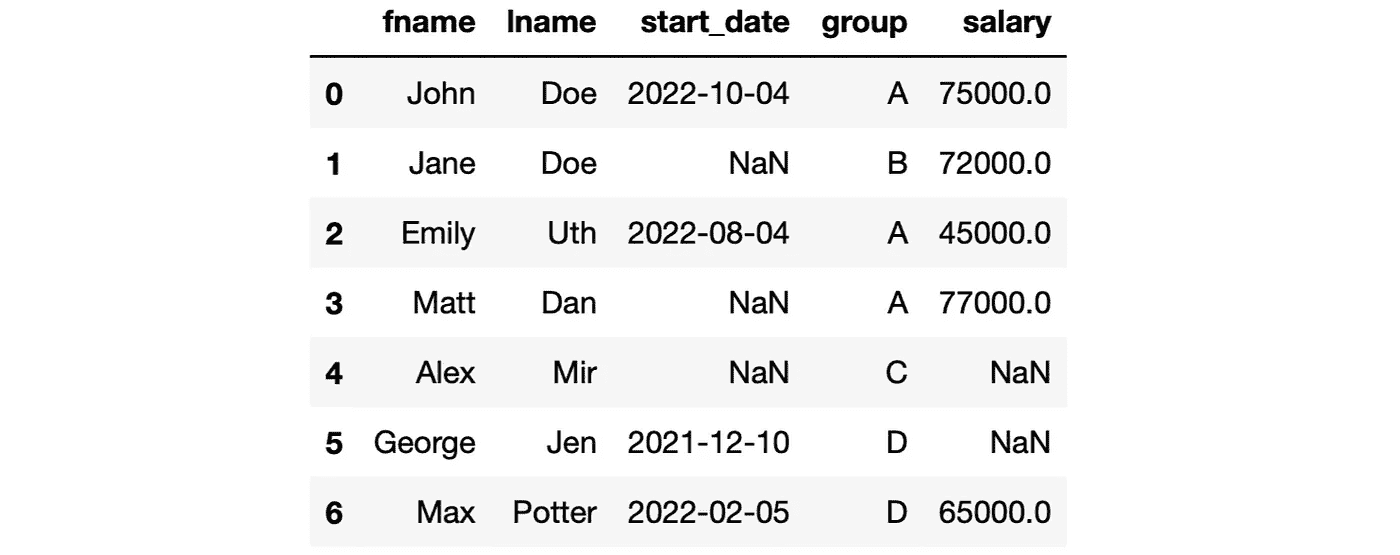 fname lname start_date group salary
0 John Doe 2022-10-04 A 75000.0
1 Jane Doe NaN B 72000.0
2 Emily Uth 2022-08-04 A 45000.0
3 Matt Dan NaN A 77000.0
4 Alex Mir NaN C NaN
5 George Jen 2021-12-10 D NaN
6 Max Potter 2022-02-05 D 65000.0